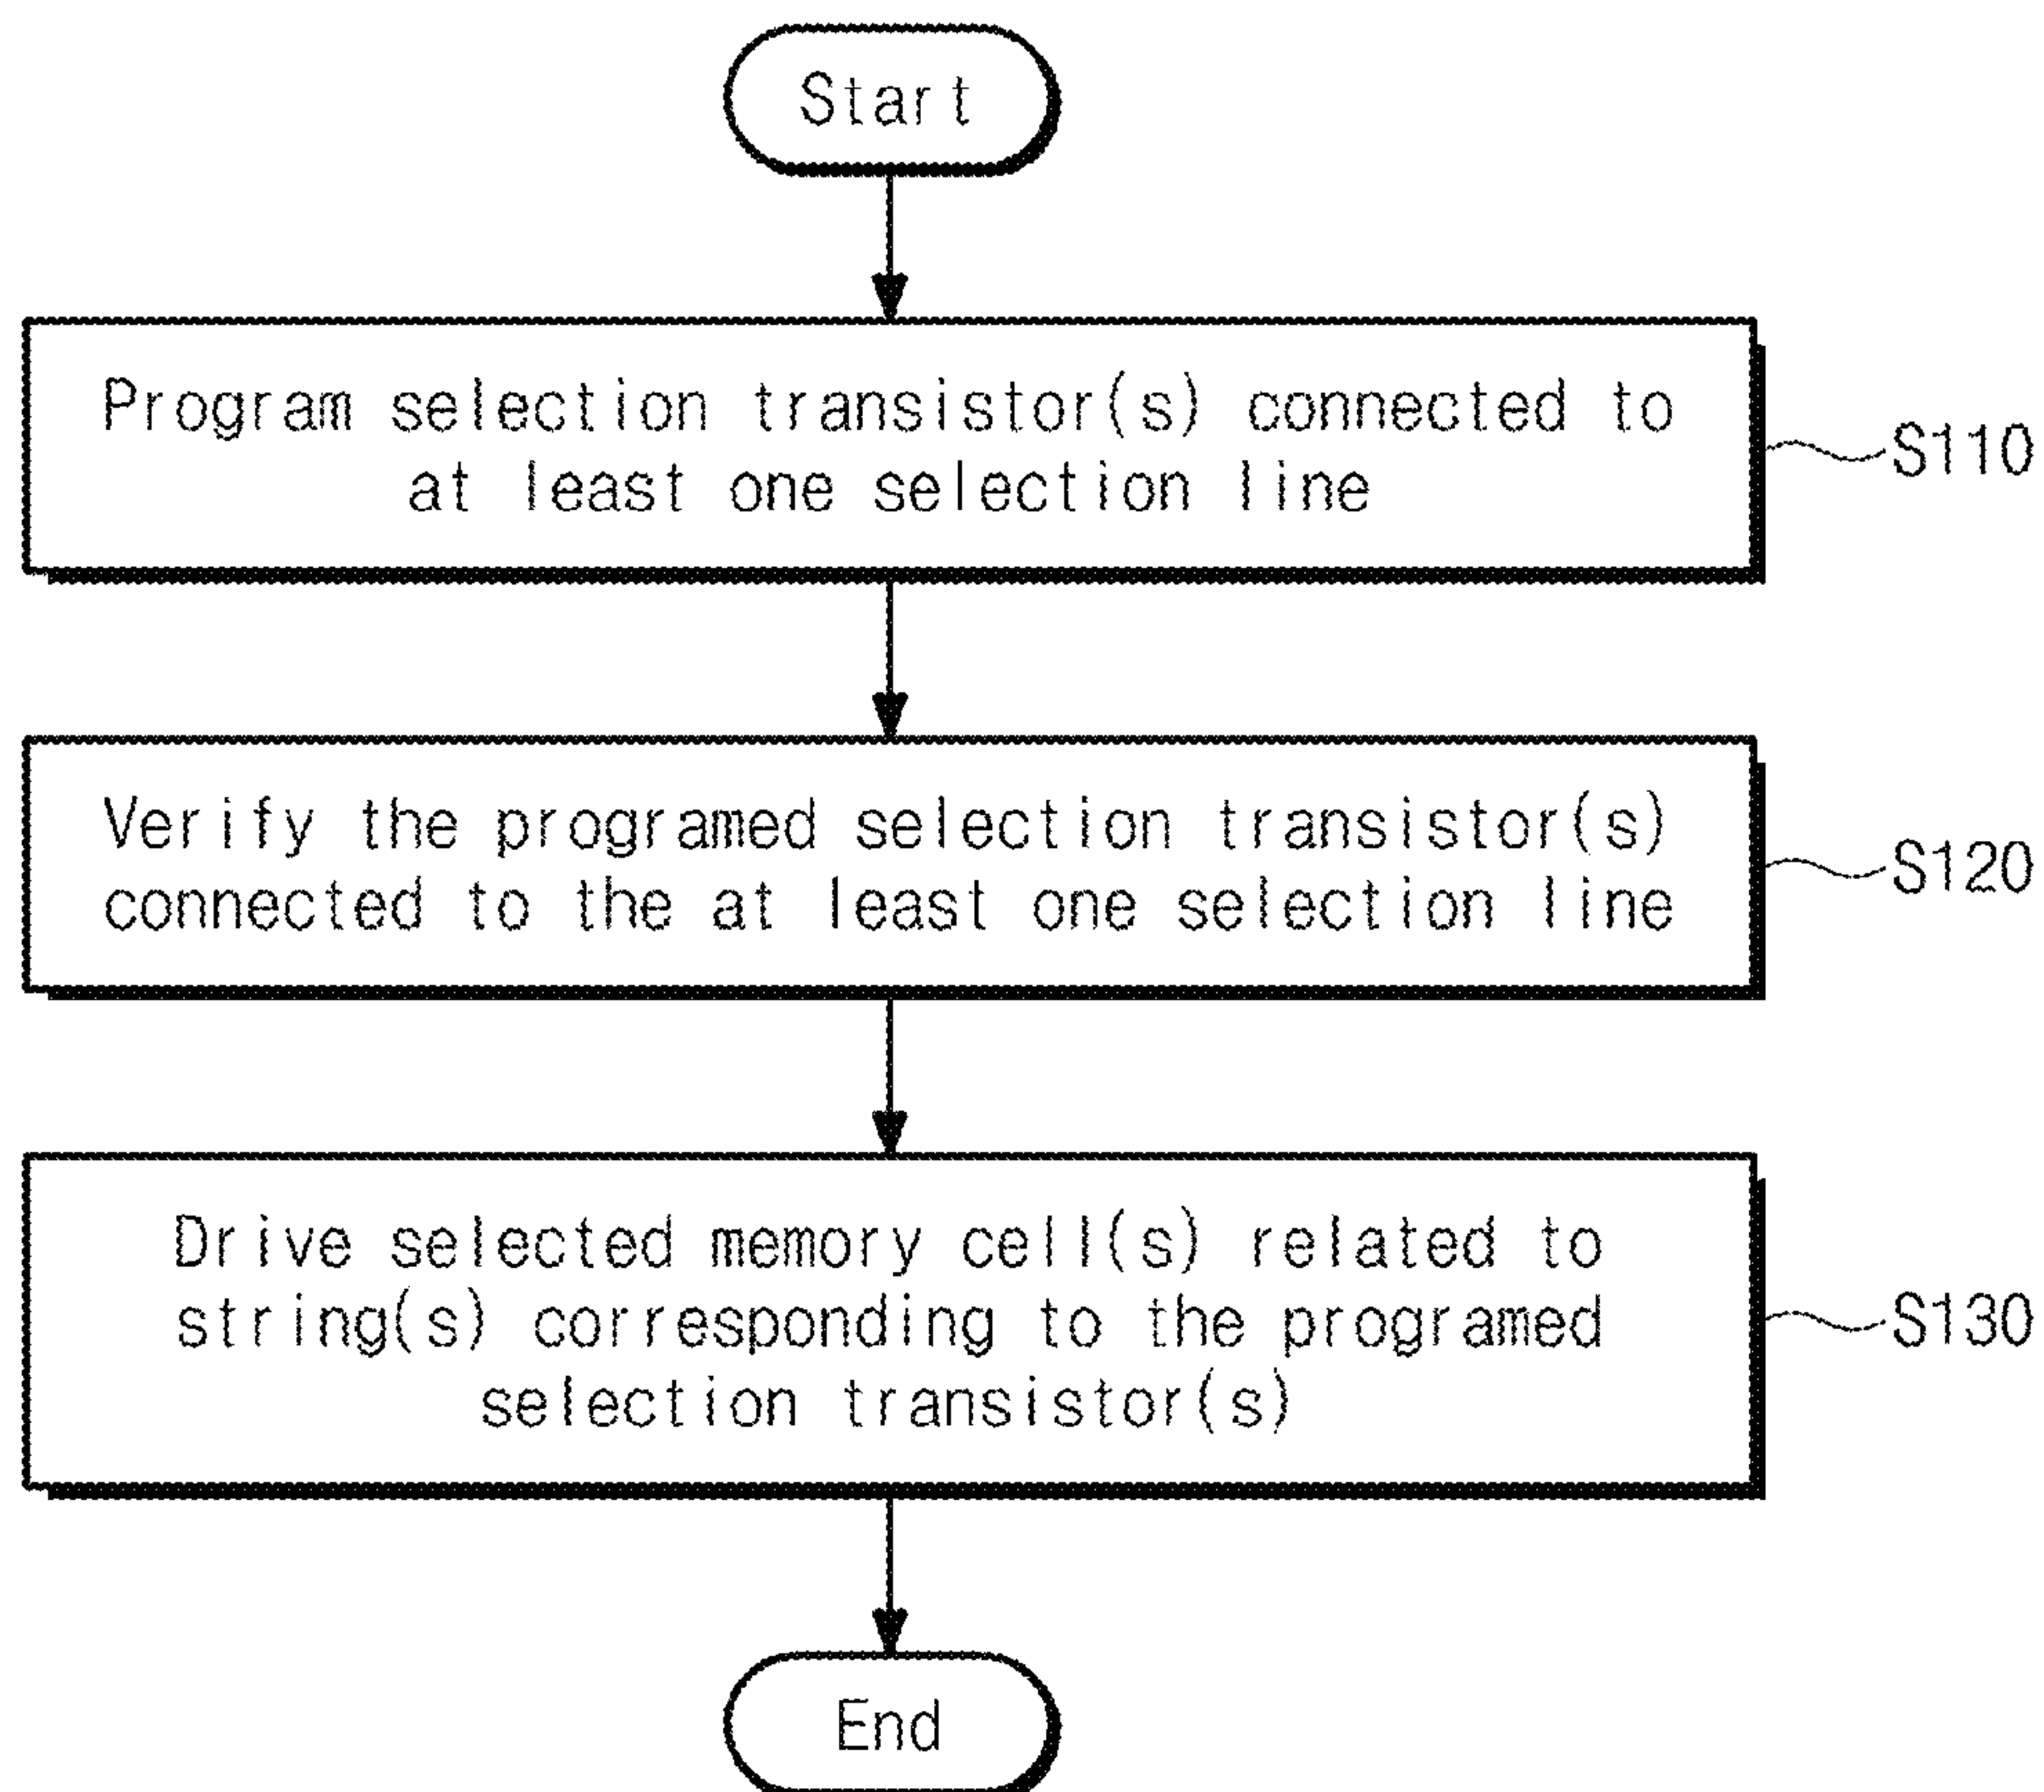 Start
Program selection transistor(s) connected to
at least one selection line
S110
Verify the programed selection transistor(s)
connected to the at least one selection line
S120
Drive selected memory cell(s) related to
string(s) corresponding to the programed
selection transistor(s)
S130
End